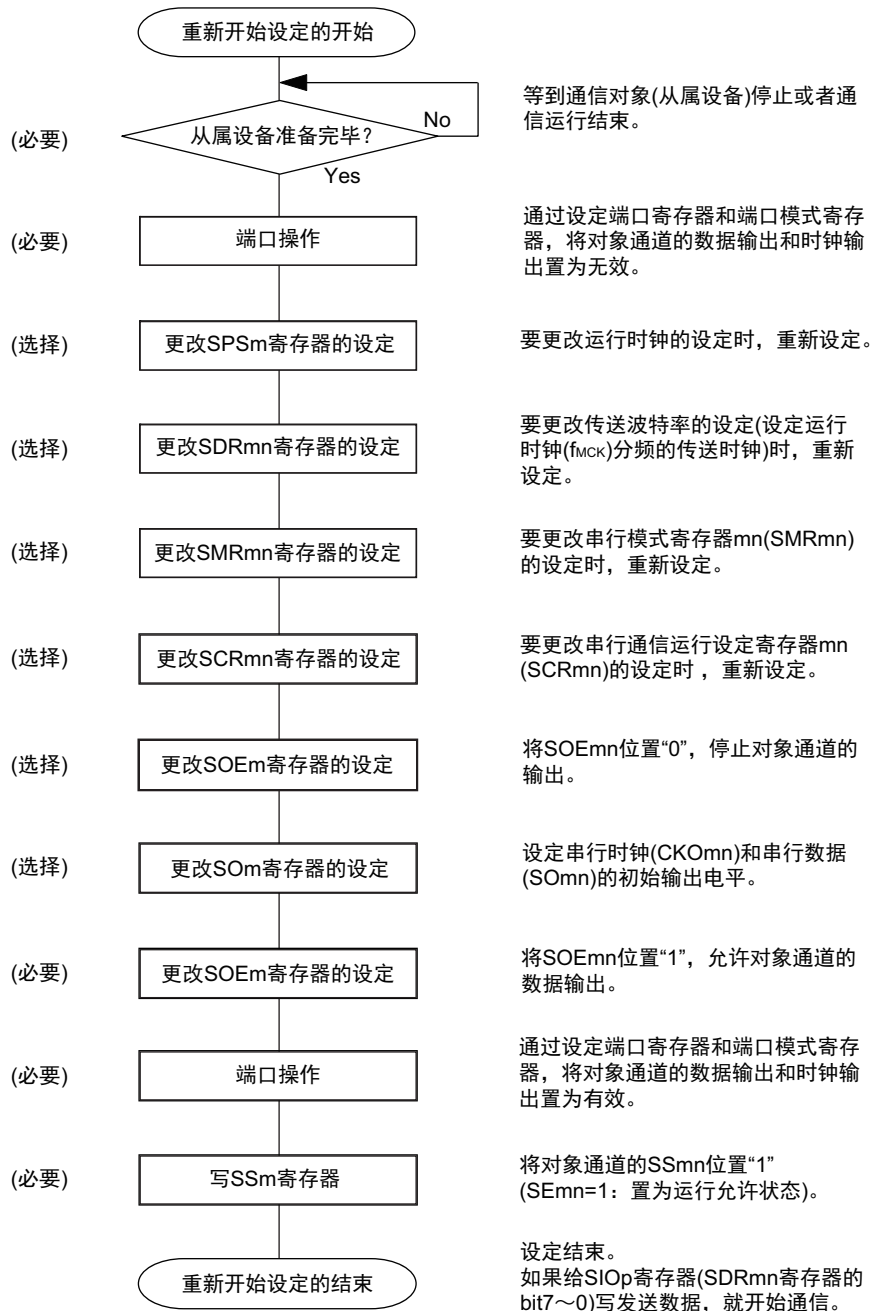 重新开始设定的开始
等到通信对象(从属设备)停止或者通
信运行结束。
(必要)
从属设备准备完毕？
No
Yes
(必要)
端口操作
通过设定端口寄存器和端口模式寄存
器，将对象通道的数据输出和时钟输
出置为无效。
(选择)
更改SPSm寄存器的设定
要更改运行时钟的设定时，重新设定。
(选择)
更改SDRmn寄存器的设定
要更改传送波特率的设定(设定运行
时钟(fMCK)分频的传送时钟)时，重新
设定。
(选择)
更改SMRmn寄存器的设定
要更改串行模式寄存器mn(SMRmn)
的设定时，重新设定。
(选择)
更改SCRmn寄存器的设定
要更改串行通信运行设定寄存器mn
(SCRmn)的设定时，重新设定。
(选择)
更改SOEm寄存器的设定
将SOEmn位置“0”，停止对象通道的
输出。
(选择)
更改SOm寄存器的设定
设定串行时钟(CKOmn)和串行数据
(SOmn)的初始输出电平。
(必要)
更改SOEm寄存器的设定
将SOEmn位置“1”，允许对象通道的
数据输出。
(必要)
端口操作
通过设定端口寄存器和端口模式寄存
器，将对象通道的数据输出和时钟输
出置为有效。
(必要)
写SSm寄存器
将对象通道的SSmn位置“1”
(SEmn=1：置为运行允许状态)。
重新开始设定的结束
设定结束。
如果给SIOp寄存器(SDRmn寄存器的
bit7～0)写发送数据，就开始通信。